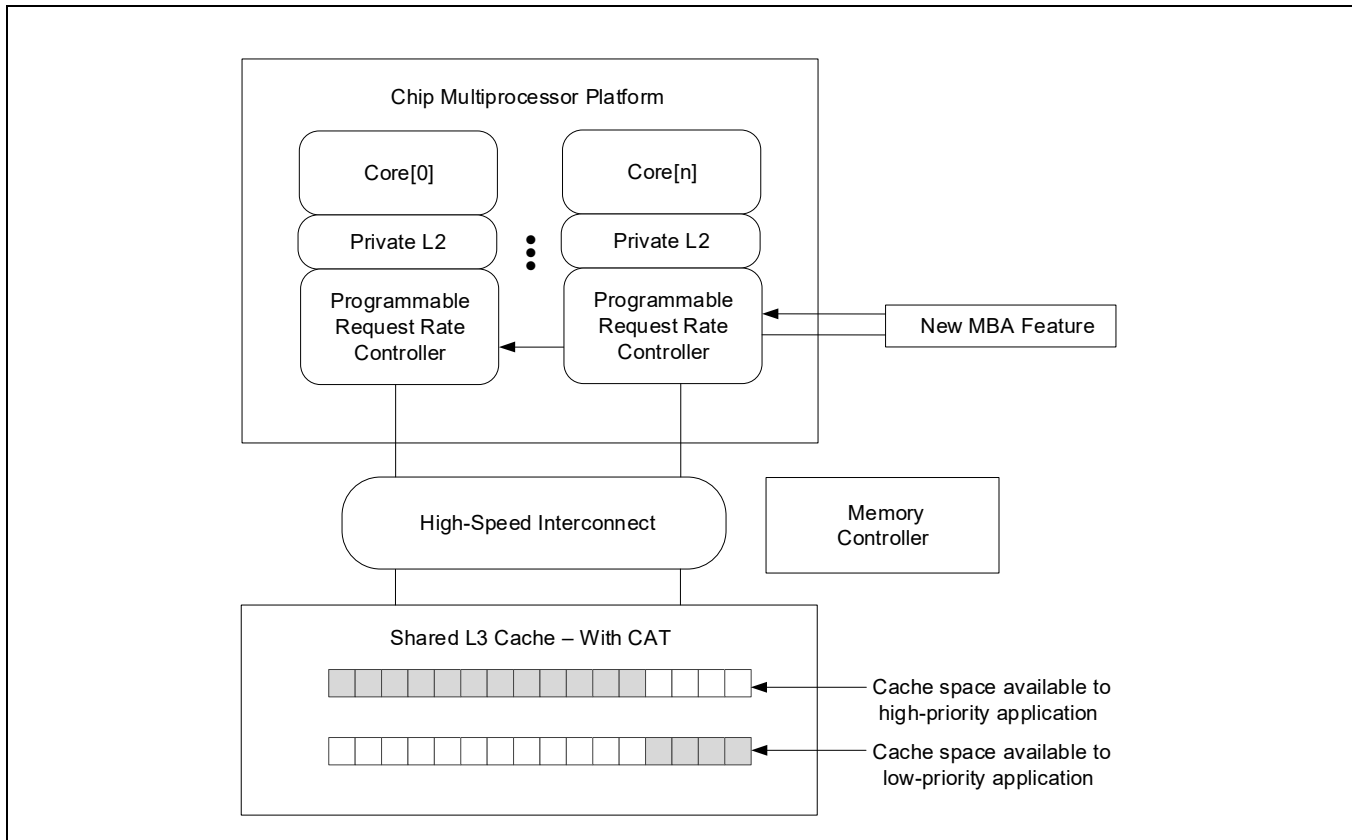 Chip Multiprocessor Platform
Core[0]
Core[n]
Private L2
Private L2
Programmable
Request Rate
Controller
Programmable
Request Rate
Controller
New MBA Feature
High-Speed Interconnect
Memory
Controller
Shared L3 Cache – With CAT
Cache space available to
high-priority application
Cache space available to
low-priority application